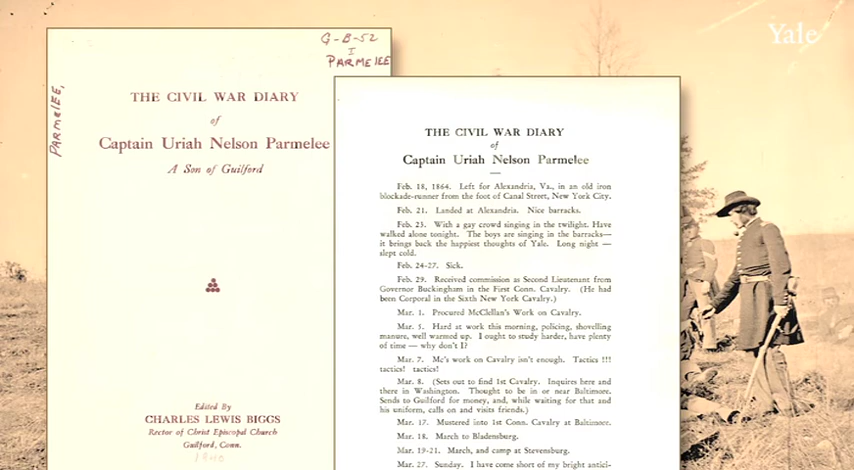 Yale
G-B-52
I
PARMELEE
PARMELEE,
THE CIVIL WAR DIARY
of
Captain Uriah Nelson Parmelee
A Son of Guilford
Edited By
CHARLES LEWIS BIGGS
Rector of Christ Episcopal Church
Guilford, Conn.
1940
THE CIVIL WAR DIARY
of
Captain Uriah Nelson Parmelee
Feb. 18, 1864. Left for Alexandria, Va., in an old iron
blockade-runner from the foot of Canal Street, New York City.
Feb. 21. Landed at Alexandria. Nice barracks.
Feb. 23. With a gay crowd singing in the twilight. Have
walked alone tonight. The boys are singing in the barracks—
it brings back the happiest thoughts of Yale. Long night —
slept cold.
Feb. 24-27. Sick.
Feb. 29. Received commission as Second Lieutenant from
Governor Buckingham in the First Conn. Cavalry. (He had
been Corporal in the Sixth New York Cavalry.)
Mar. 1. Procured McClellan's Work on Cavalry.
Mar. 5. Hard at work this morning, policing, shovelling
manure, well warmed up. I ought to study harder, have plenty
of time — why don't I?
Mar. 7. Mc's work on Cavalry isn't enough. Tactics !!!
tactics! tactics!
Mar. 8. (Sets out to find 1st Cavalry. Inquires here and
there in Washington. Thought to be in or near Baltimore.
Sends to Guilford for money, and, while waiting for that and
his uniform, calls on and visits friends.)
Mar. 17. Mustered into 1st Conn. Cavalry at Baltimore.
Mar. 18. March to Bladensburg.
Mar. 19-21. March, and camp at Stevensburg.
Mar. 27. Sunday. I have come short of my bright antici-